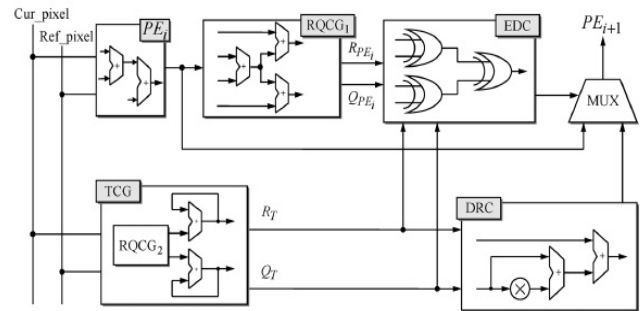 Cur_pixel
Ref_pixel
PEi
RQCG1
RPEi
QPEi
EDC
PEi+1
MUX
TCG
RQCG2
RT
QT
DRC
+
+
+
+
+
+
+
+
+
×